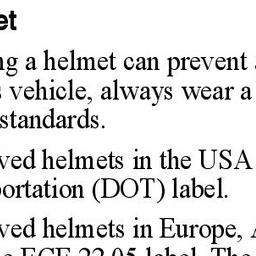 et
ng a helmet can prevent
vehicle, always wear a
standards.
ved helmets in the USA
portation (DOT) label.
ved helmets in Europe,
ECE 22.05 label. The